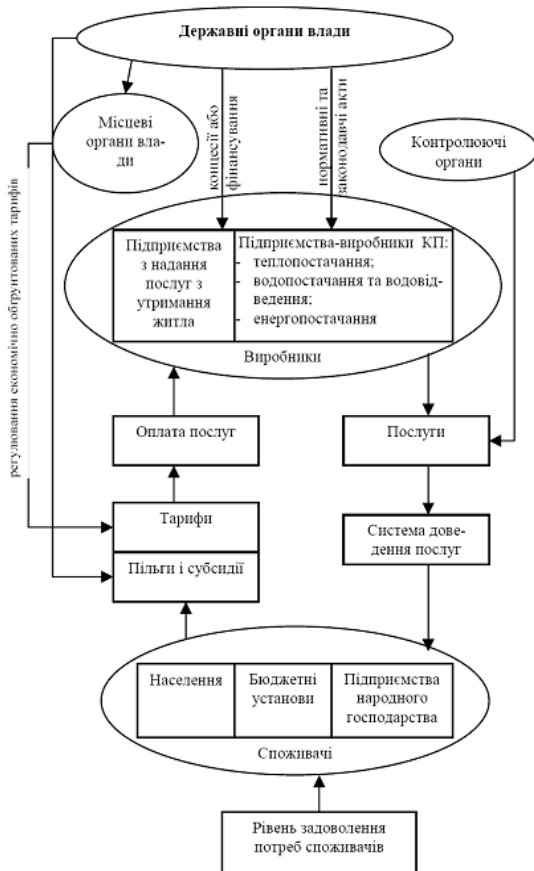 Державні органи влади
Місцеві
органи вла-
ди
концесії або
фінансування
нормативні та
законодавчі акти
Контролюючі
органи
регулювання економічно обґрунтованих тарифів
Підприємства
з надання
послуг з
утримання
житла
Підприємства-виробники КП:
- теплопостачання;
- водопостачання та водовід-
ведення;
- енергопостачання
Виробники
Оплата послуг
Послуги
Тарифи
Пільги і субсидії
Система дове-
дення послуг
Населення
Бюджетні
установи
Підприємства
народного
господарства
Споживачі
Рівень задоволення
потреб споживачів